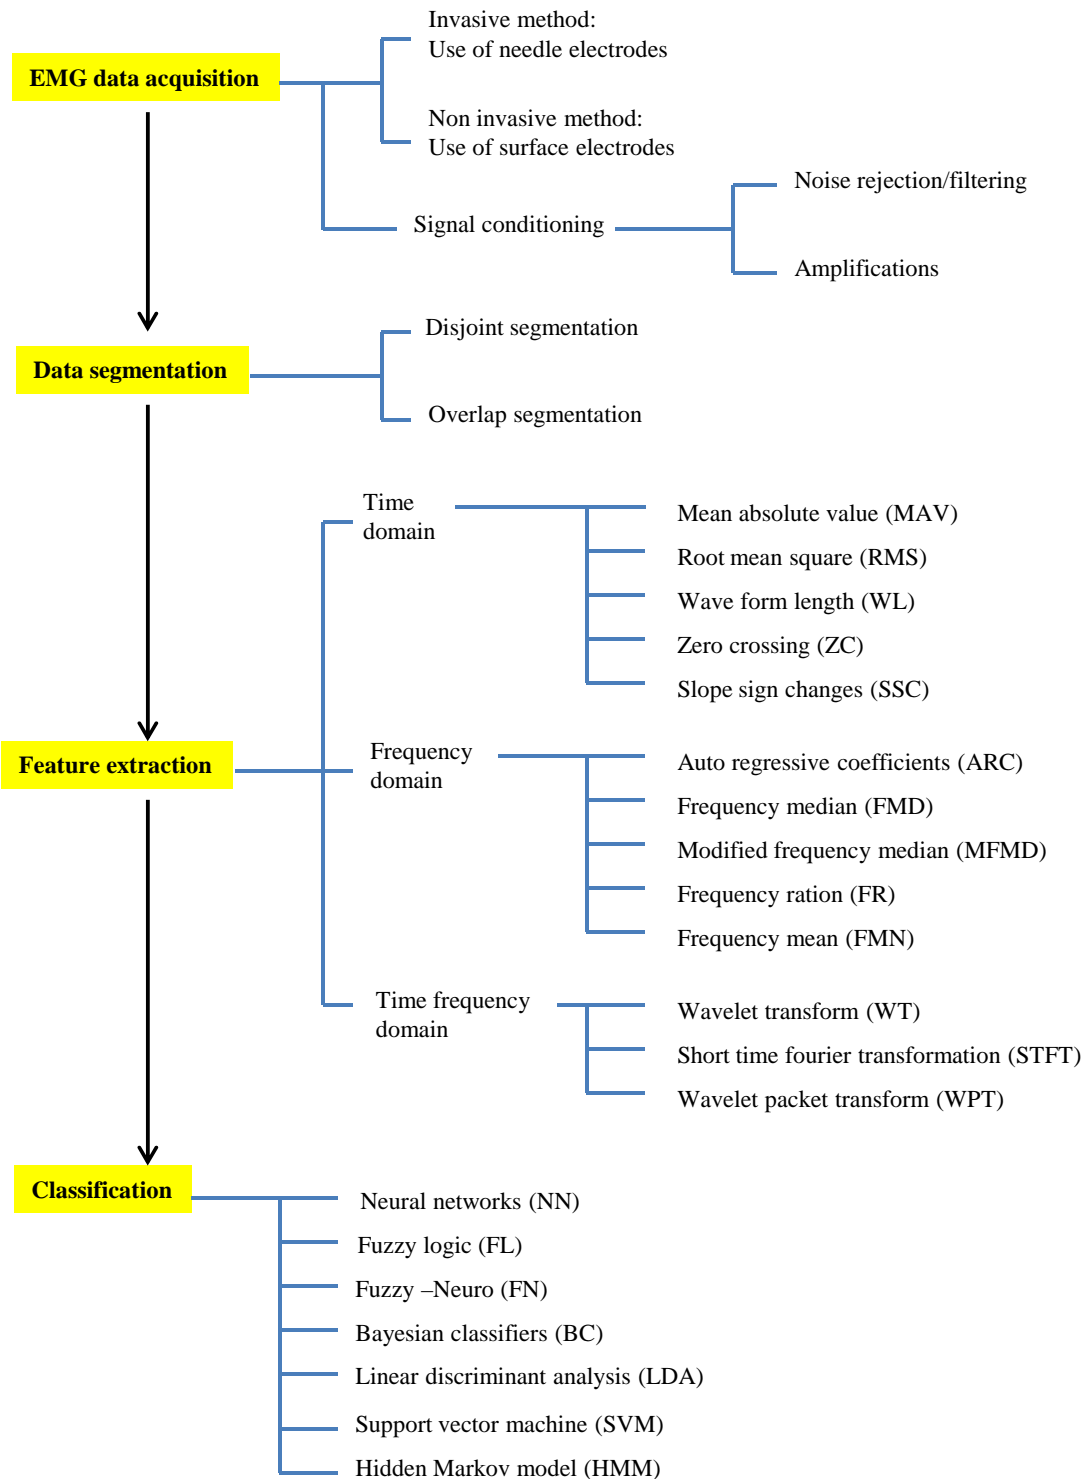 Invasive method:
Use of needle electrodes
EMG data acquisition
Non invasive method:
Use of surface electrodes
Noise rejection/filtering
Signal conditioning
Amplifications
Disjoint segmentation
Data segmentation
Overlap segmentation
Time
domain
Mean absolute value (MAV)
Root mean square (RMS)
Wave form length (WL)
Zero crossing (ZC)
Slope sign changes (SSC)
Feature extraction
Frequency
domain
Auto regressive coefficients (ARC)
Frequency median (FMD)
Modified frequency median (MFMD)
Frequency ration (FR)
Frequency mean (FMN)
Time frequency
domain
Wavelet transform (WT)
Short time fourier transformation (STFT)
Wavelet packet transform (WPT)
Classification
Neural networks (NN)
Fuzzy logic (FL)
Fuzzy –Neuro (FN)
Bayesian classifiers (BC)
Linear discriminant analysis (LDA)
Support vector machine (SVM)
Hidden Markov model (HMM)